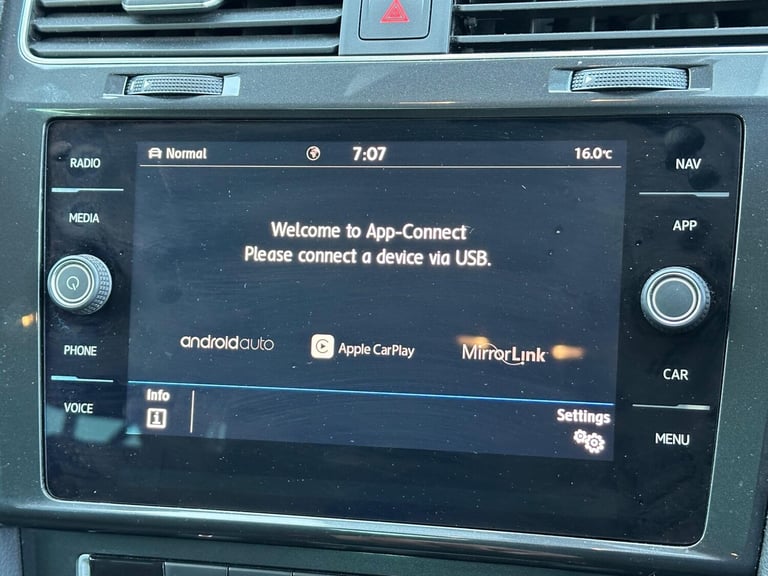 RADIO
MEDIA
PHONE
VOICE
Normal 7:07 16.0°C
Welcome to App-Connect
Please connect a device via USB.
androidauto Apple CarPlay MirrorLink
Info
Settings
NAV
APP
CAR
MENU